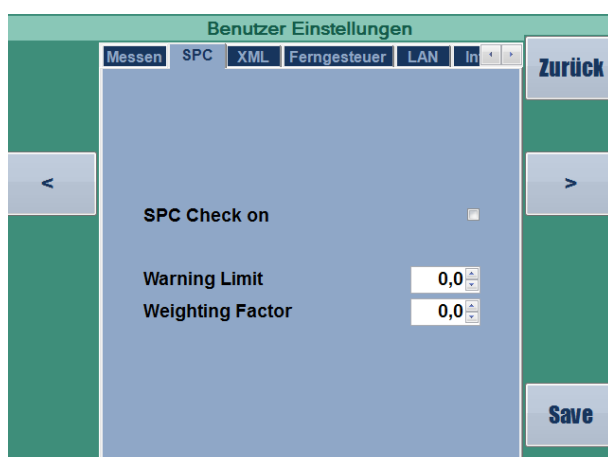 Benutzer Einstellungen
Messen SPC XML Ferngesteuer LAN In
Zurück
< >
SPC Check on
Warning Limit 0,0
Weighting Factor 0,0
Save